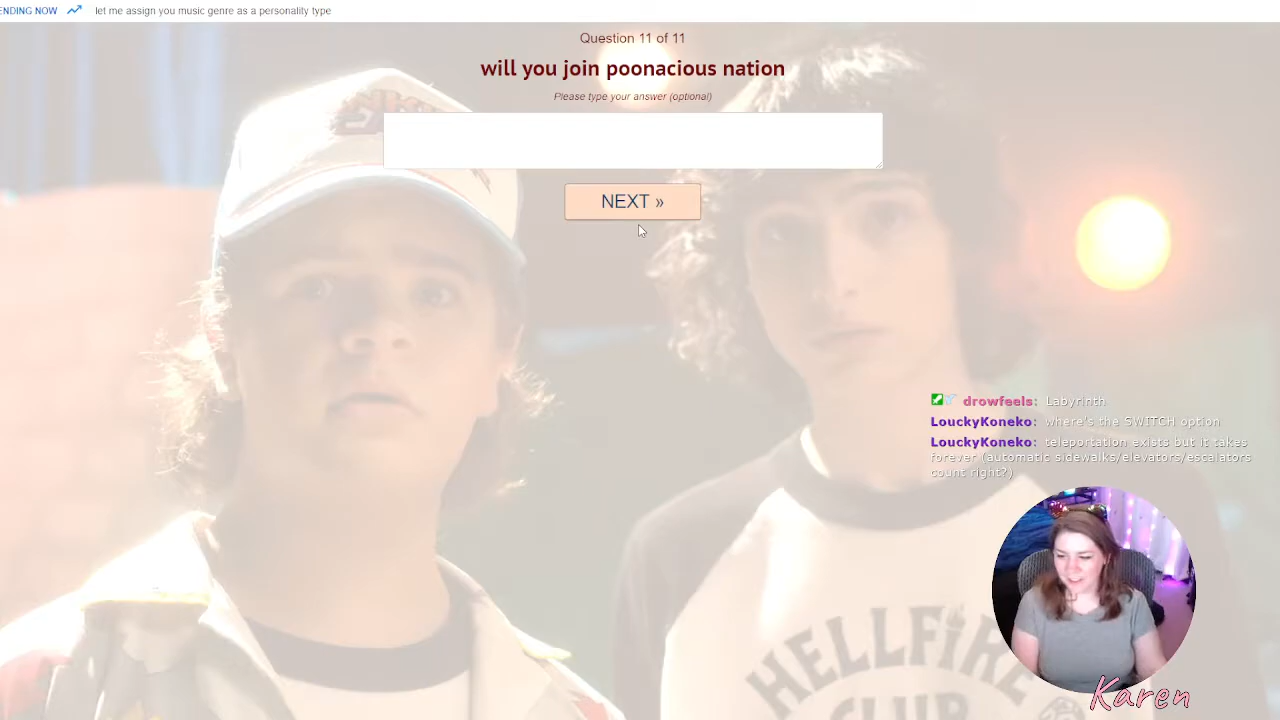 ENDING NOW let me assign you music genre as a personality type
Question 11 of 11
will you join poonacious nation
Please type your answer (optional)
NEXT »
drowfeels: Labyrinth
LouckyKoneko: where's the SWITCH option
LouckyKoneko: teleportation exists but it takes
forever (automatic sidewalks/elevators/escalators
count right?)
HELLFIRE
CLUB
Karen